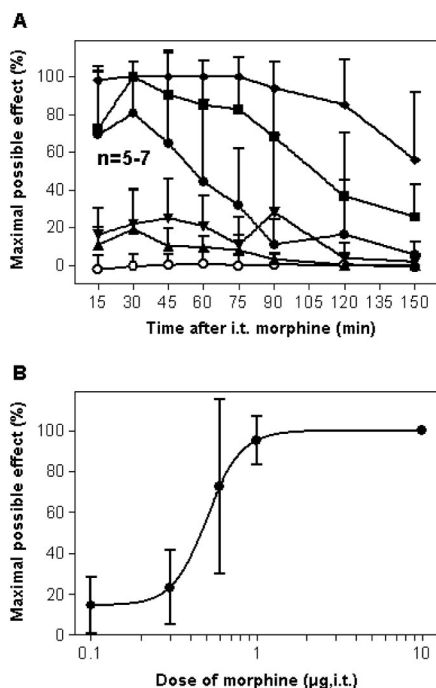 A
Maximal possible effect (%)
100
80
60
40
20
0
n=5-7
15 30 45 60 75 90 105 120 135 150
Time after i.t. morphine (min)
B
Maximal possible effect (%)
100
80
60
40
20
0
0.1 1 10
Dose of morphine (µg,i.t.)